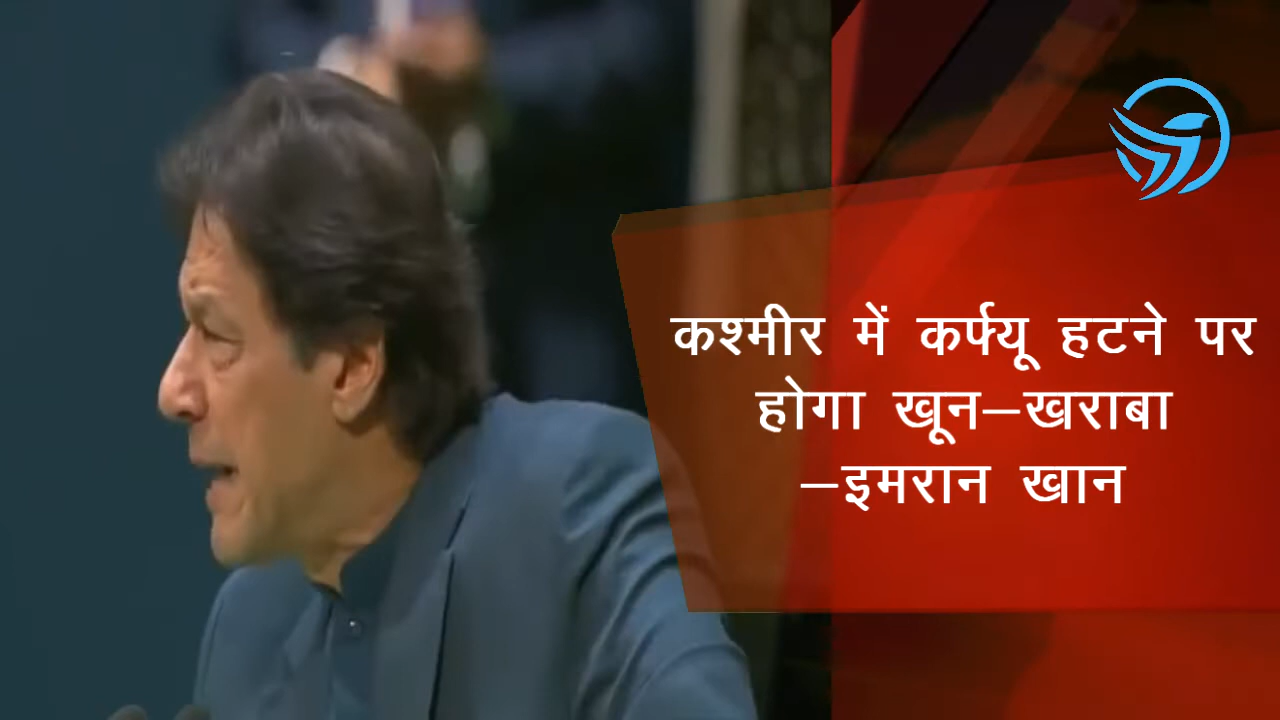 कश्मीर में कर्फ्यू हटने पर
होगा खून–खराबा
–इमरान खान